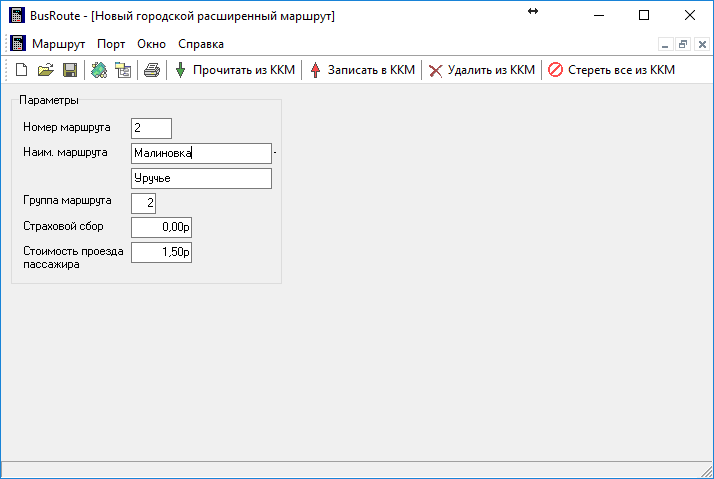 BusRoute - [Новый городской расширенный маршрут]
Маршрут Порт Окно Справка
Прочитать из ККМ Записать в ККМ Удалить из ККМ Стереть все из ККМ
Параметры
Номер маршрута 2
Наим. маршрута Малиновка -
Уручье
Группа маршрута 2
Страховой сбор 0,00р
Стоимость проезда 1,50р
пассажира